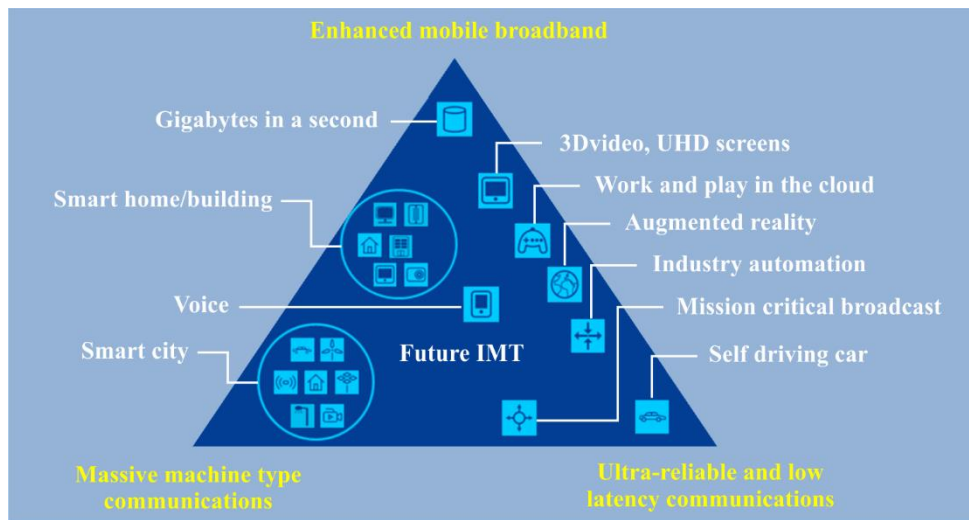 Enhanced mobile broadband
Gigabytes in a second
3Dvideo, UHD screens
Smart home/building
Work and play in the cloud
Augmented reality
Industry automation
Voice
Mission critical broadcast
Smart city
Future IMT
Self driving car
Massive machine type
communications
Ultra-reliable and low
latency communications